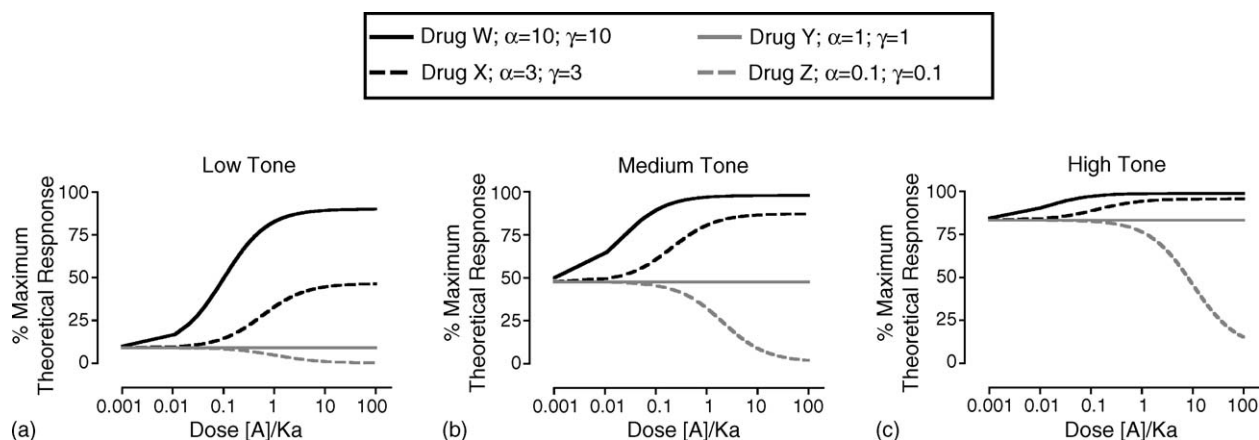 Drug W; α=10; γ=10
Drug Y; α=1; γ=1
Drug X; α=3; γ=3
Drug Z; α=0.1; γ=0.1
Low Tone
Medium Tone
High Tone
% Maximum
Theoretical Respnonse
100
75
50
25
0
0.001 0.01 0.1 1 10 100
(a)
Dose [A]/Ka
% Maximum
Theoretical Respnonse
100
75
50
25
0
0.001 0.01 0.1 1 10 100
(b)
Dose [A]/Ka
% Maximum
Theoretical Respnonse
100
75
50
25
0
0.001 0.01 0.1 1 10 100
(c)
Dose [A]/Ka